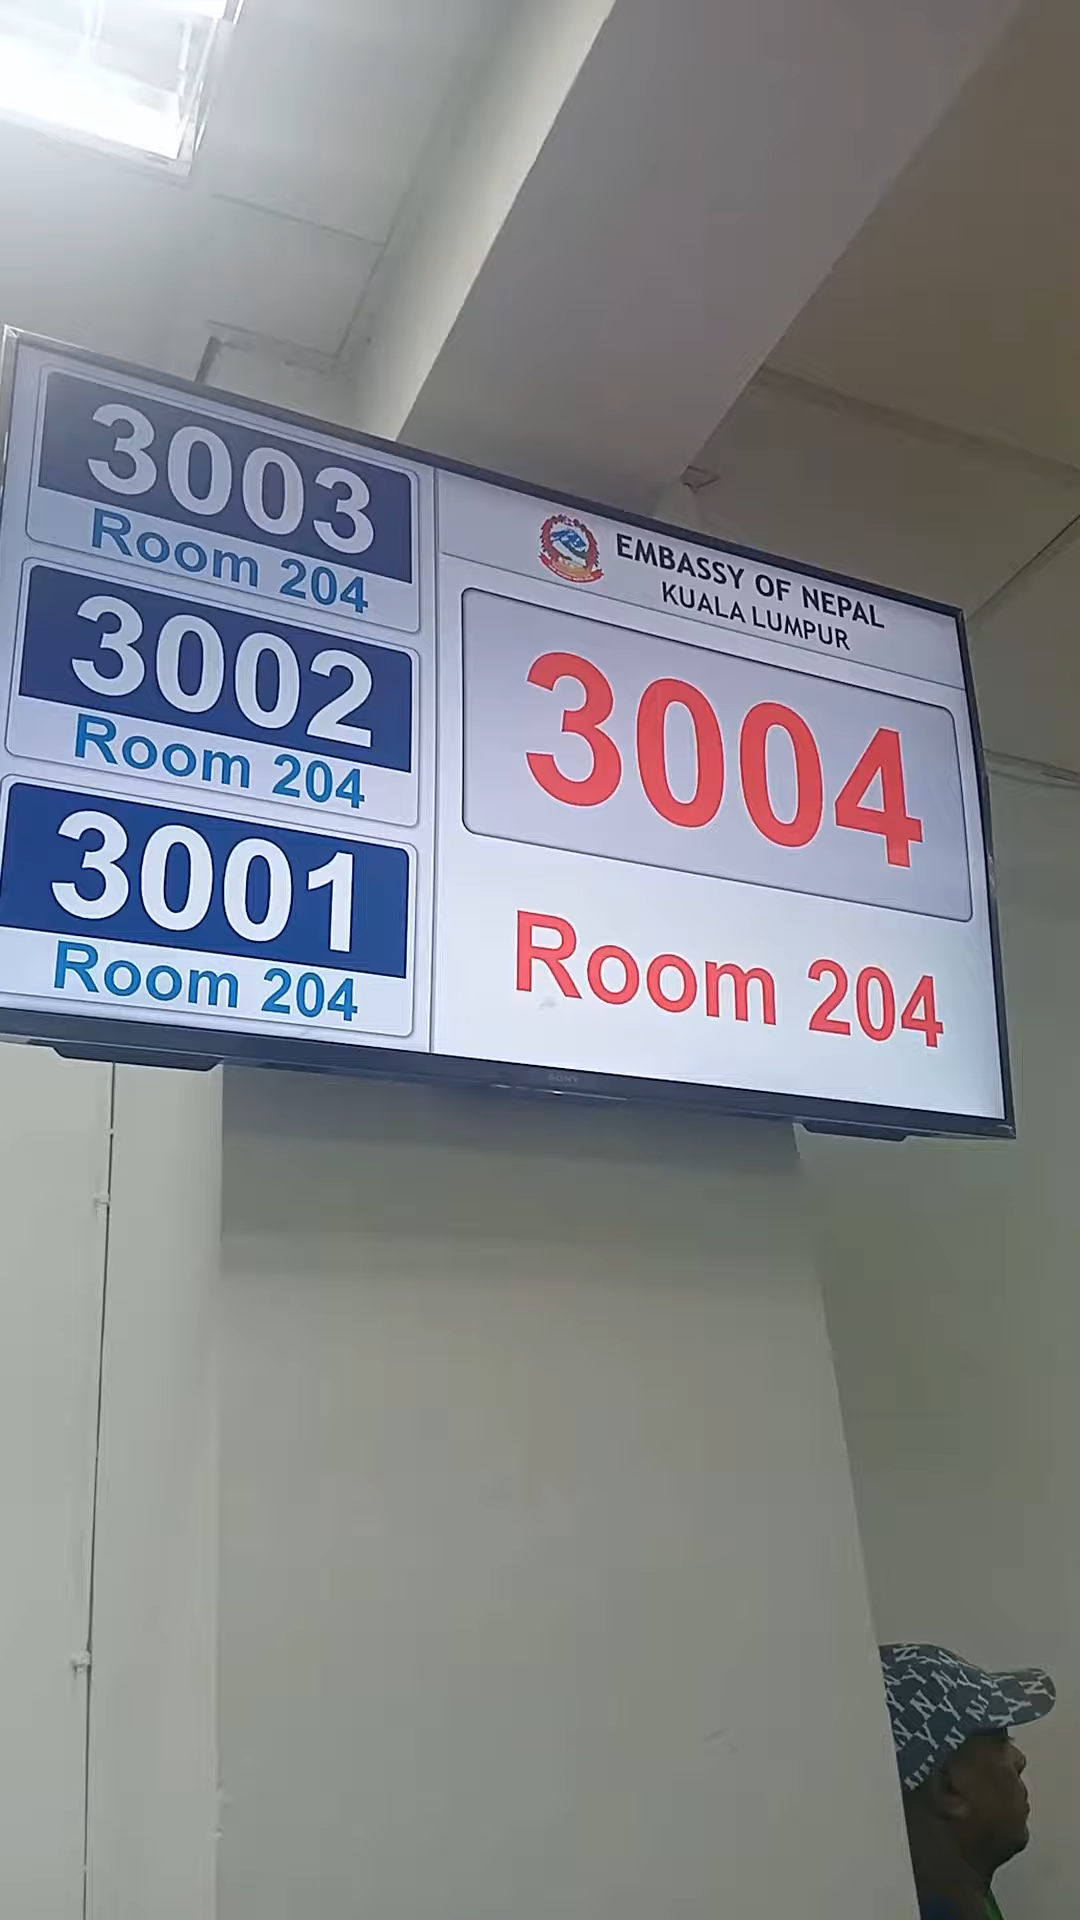 3003
Room 204
3002
Room 204
3001
Room 204
EMBASSY OF NEPAL
KUALA LUMPUR
3004
Room 204
SONY